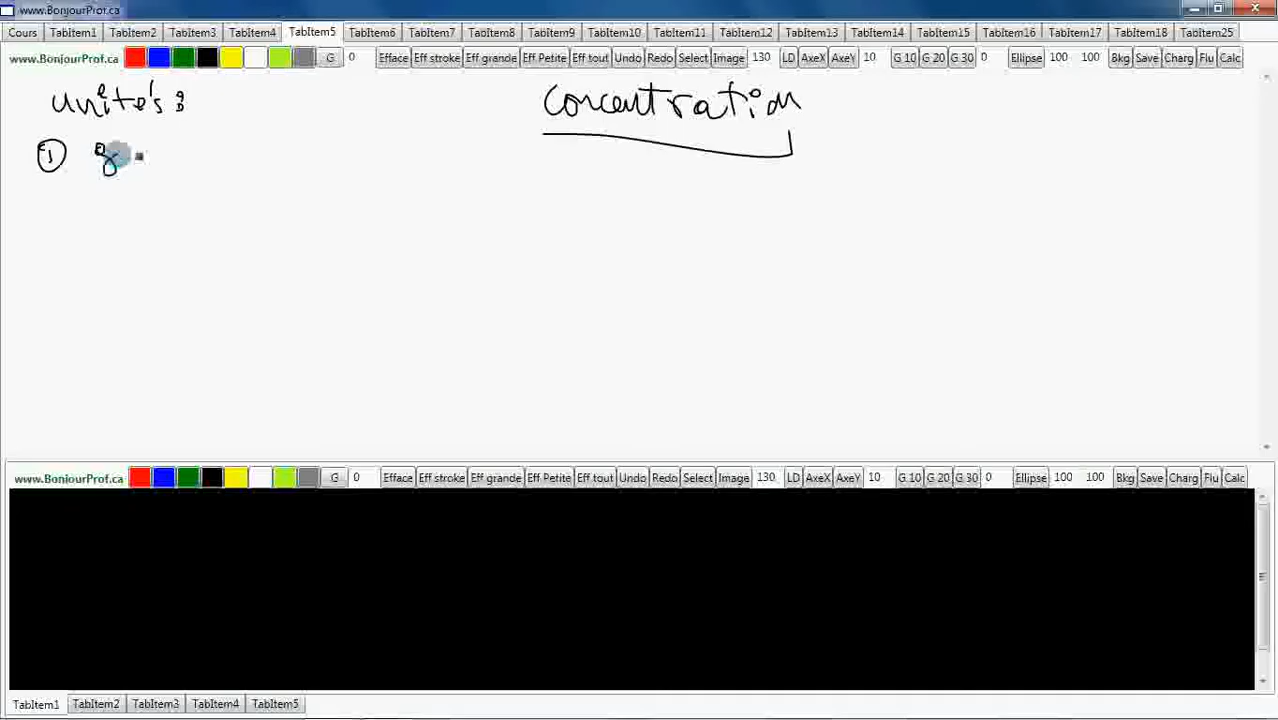 www.BonjourProf.ca
Cours TabItem1 TabItem2 TabItem3 TabItem4 TabItem5 TabItem6 TabItem7 TabItem8 TabItem9 TabItem10 TabItem11 TabItem12 TabItem13 TabItem14 TabItem15 TabItem16 TabItem17 TabItem18 TabItem25
www.BonjourProf.ca G 0 Efface Eff stroke Eff grande Eff Petite Eff tout Undo Redo Select Image 130 LD AxeX AxeY 10 G 10 G 20 G 30 0 Ellipse 100 100 Bkg Save Charg Flu Calc
Unités : Concentration
① g
www.BonjourProf.ca G 0 Efface Eff stroke Eff grande Eff Petite Eff tout Undo Redo Select Image 130 LD AxeX AxeY 10 G 10 G 20 G 30 0 Ellipse 100 100 Bkg Save Charg Flu Calc
TabItem1 TabItem2 TabItem3 TabItem4 TabItem5